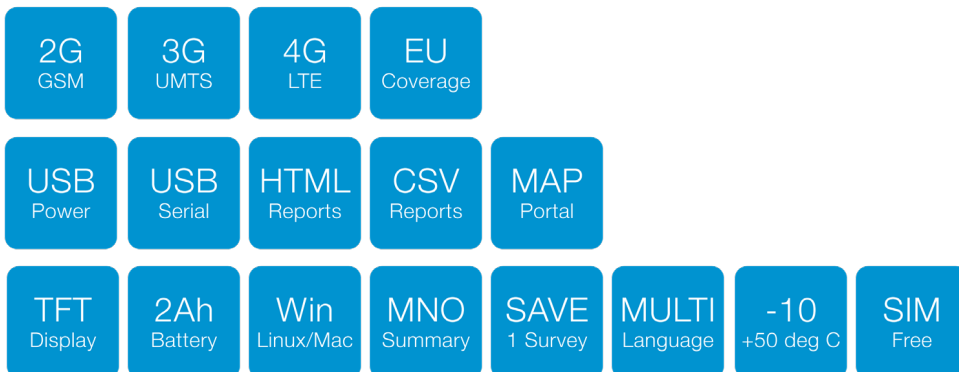 2G
GSM
3G
UMTS
4G
LTE
EU
Coverage
USB
Power
USB
Serial
HTML
Reports
CSV
Reports
MAP
Portal
TFT
Display
2Ah
Battery
Win
Linux/Mac
MNO
Summary
SAVE
1 Survey
MULTI
Language
-10
+50 deg C
SIM
Free